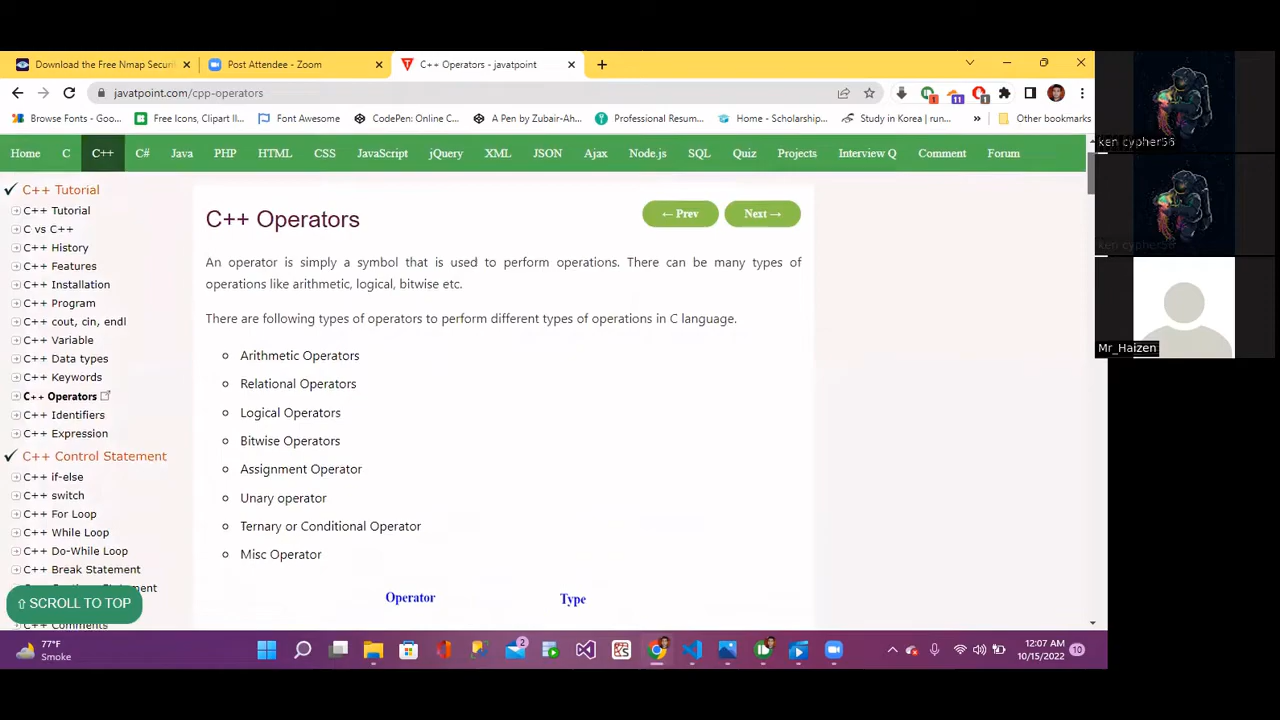 Download the Free Nmap Securi
Post Attendee - Zoom
C++ Operators - javatpoint
javatpoint.com/cpp-operators
1
11
1
Browse Fonts - Goo...
Free Icons, Clipart Il...
Font Awesome
CodePen: Online C...
A Pen by Zubair-Ah...
Professional Resum...
Home - Scholarship...
Study in Korea | run...
Other bookmarks
Home C C++ C# Java PHP HTML CSS JavaScript jQuery XML JSON Ajax Node.js SQL Quiz Projects Interview Q Comment Forum
C++ Tutorial
C++ Tutorial
C vs C++
C++ History
C++ Features
C++ Installation
C++ Program
C++ cout, cin, endl
C++ Variable
C++ Data types
C++ Keywords
C++ Operators
C++ Identifiers
C++ Expression
C++ Control Statement
C++ if-else
C++ switch
C++ For Loop
C++ While Loop
C++ Do-While Loop
C++ Break Statement
⇧ SCROLL TO TOP
C++ Comments
C++ Operators
← Prev
Next →
An operator is simply a symbol that is used to perform operations. There can be many types of
operations like arithmetic, logical, bitwise etc.
There are following types of operators to perform different types of operations in C language.
Arithmetic Operators
Relational Operators
Logical Operators
Bitwise Operators
Assignment Operator
Unary operator
Ternary or Conditional Operator
Misc Operator
Operator Type
ken cypher56
ken cypher56
Mr_Haizen
77°F
Smoke
2
12:07 AM
10/15/2022
10